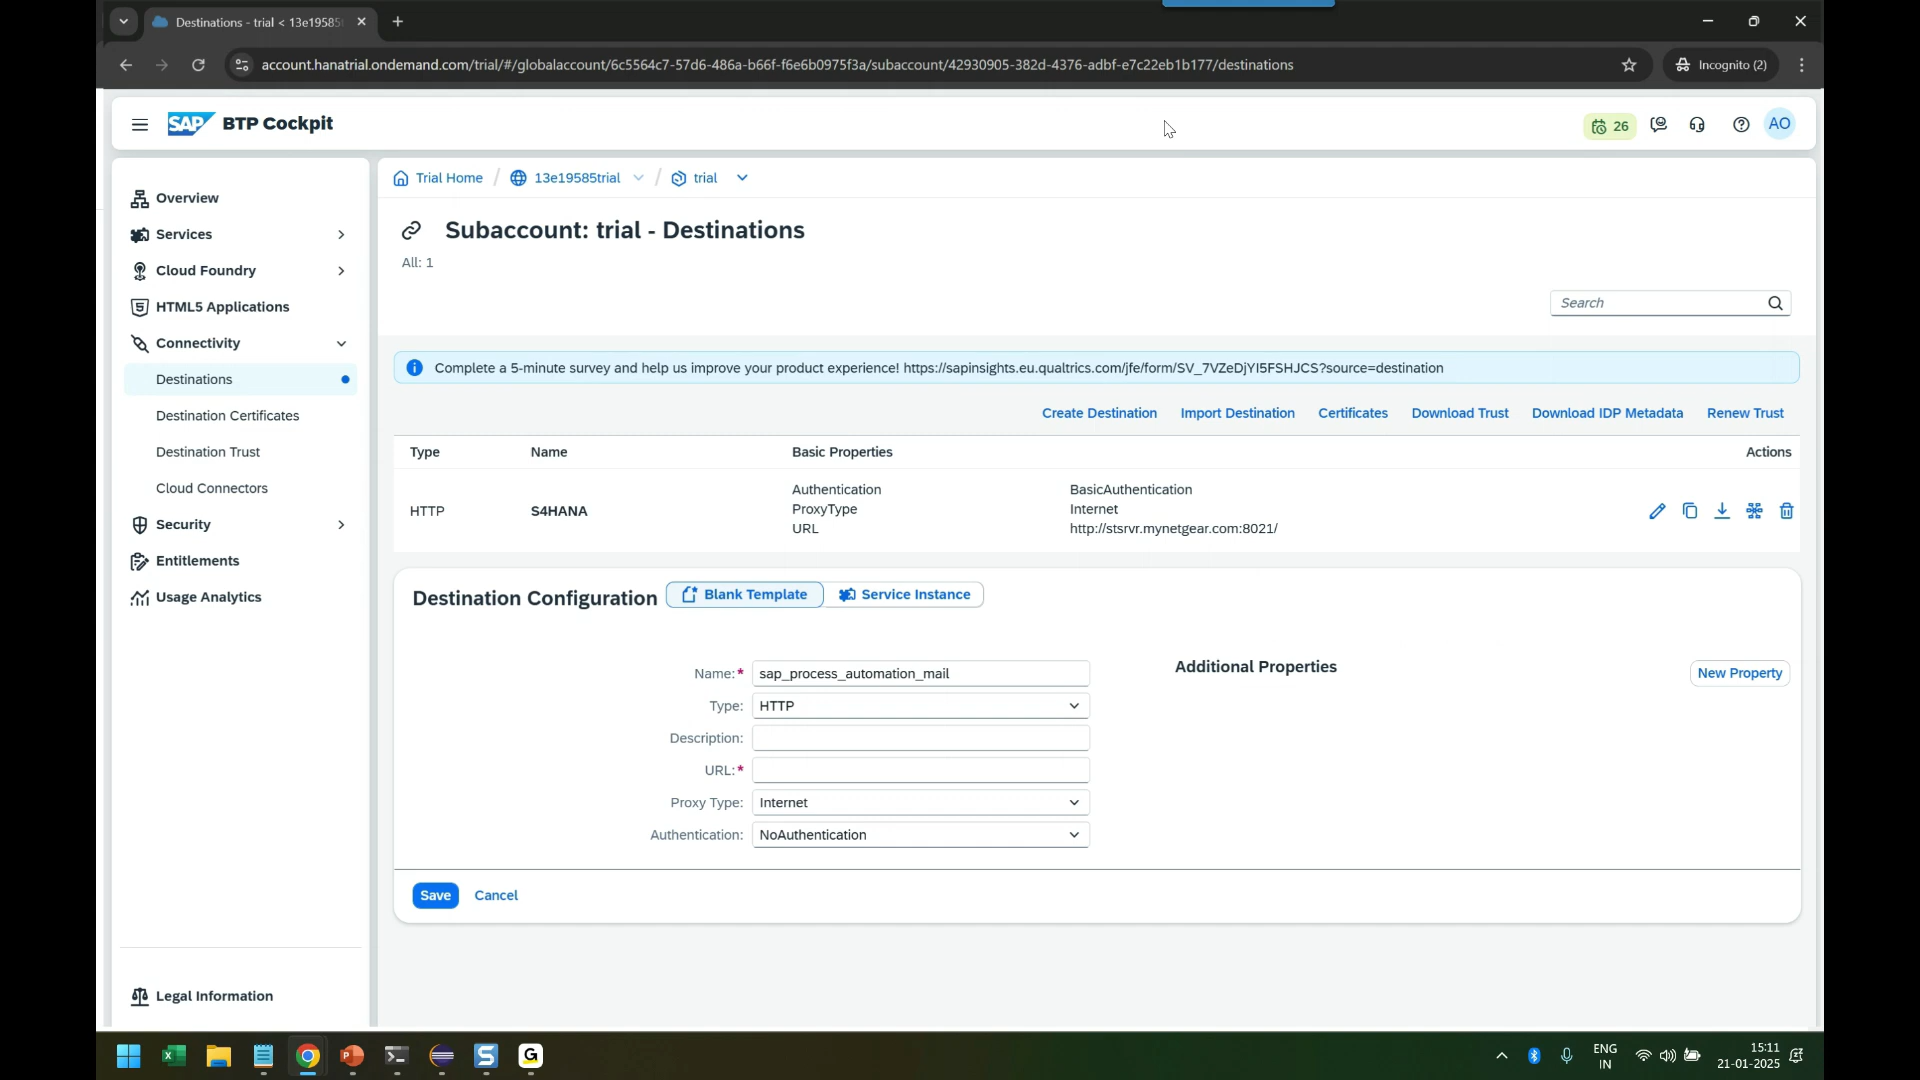 Destinations - trial < 13e19585
account.hanatrial.ondemand.com/trial/#/globalaccount/6c5564c7-57d6-486a-b66f-f6e6b0975f3a/subaccount/42930905-382d-4376-adbf-e7c22eb1b177/destinations
Incognito (2)
SAP BTP Cockpit
26
AO
Overview
Services
Cloud Foundry
HTML5 Applications
Connectivity
Destinations
Destination Certificates
Destination Trust
Cloud Connectors
Security
Entitlements
Usage Analytics
Legal Information
Trial Home / 13e19585trial / trial
Subaccount: trial - Destinations
All: 1
Search
Complete a 5-minute survey and help us improve your product experience! https://sapinsights.eu.qualtrics.com/jfe/form/SV_7VZeDjYI5FSHJCS?source=destination
Create Destination Import Destination Certificates Download Trust Download IDP Metadata Renew Trust
Type Name Basic Properties Actions
HTTP S4HANA
Authentication BasicAuthentication
ProxyType Internet
URL http://stsrvr.mynetgear.com:8021/
Destination Configuration Blank Template Service Instance
Name:* sap_process_automation_mail
Type: HTTP
Description:
URL:*
Proxy Type: Internet
Authentication: NoAuthentication
Additional Properties
New Property
Save Cancel
ENG
IN
15:11
21-01-2025